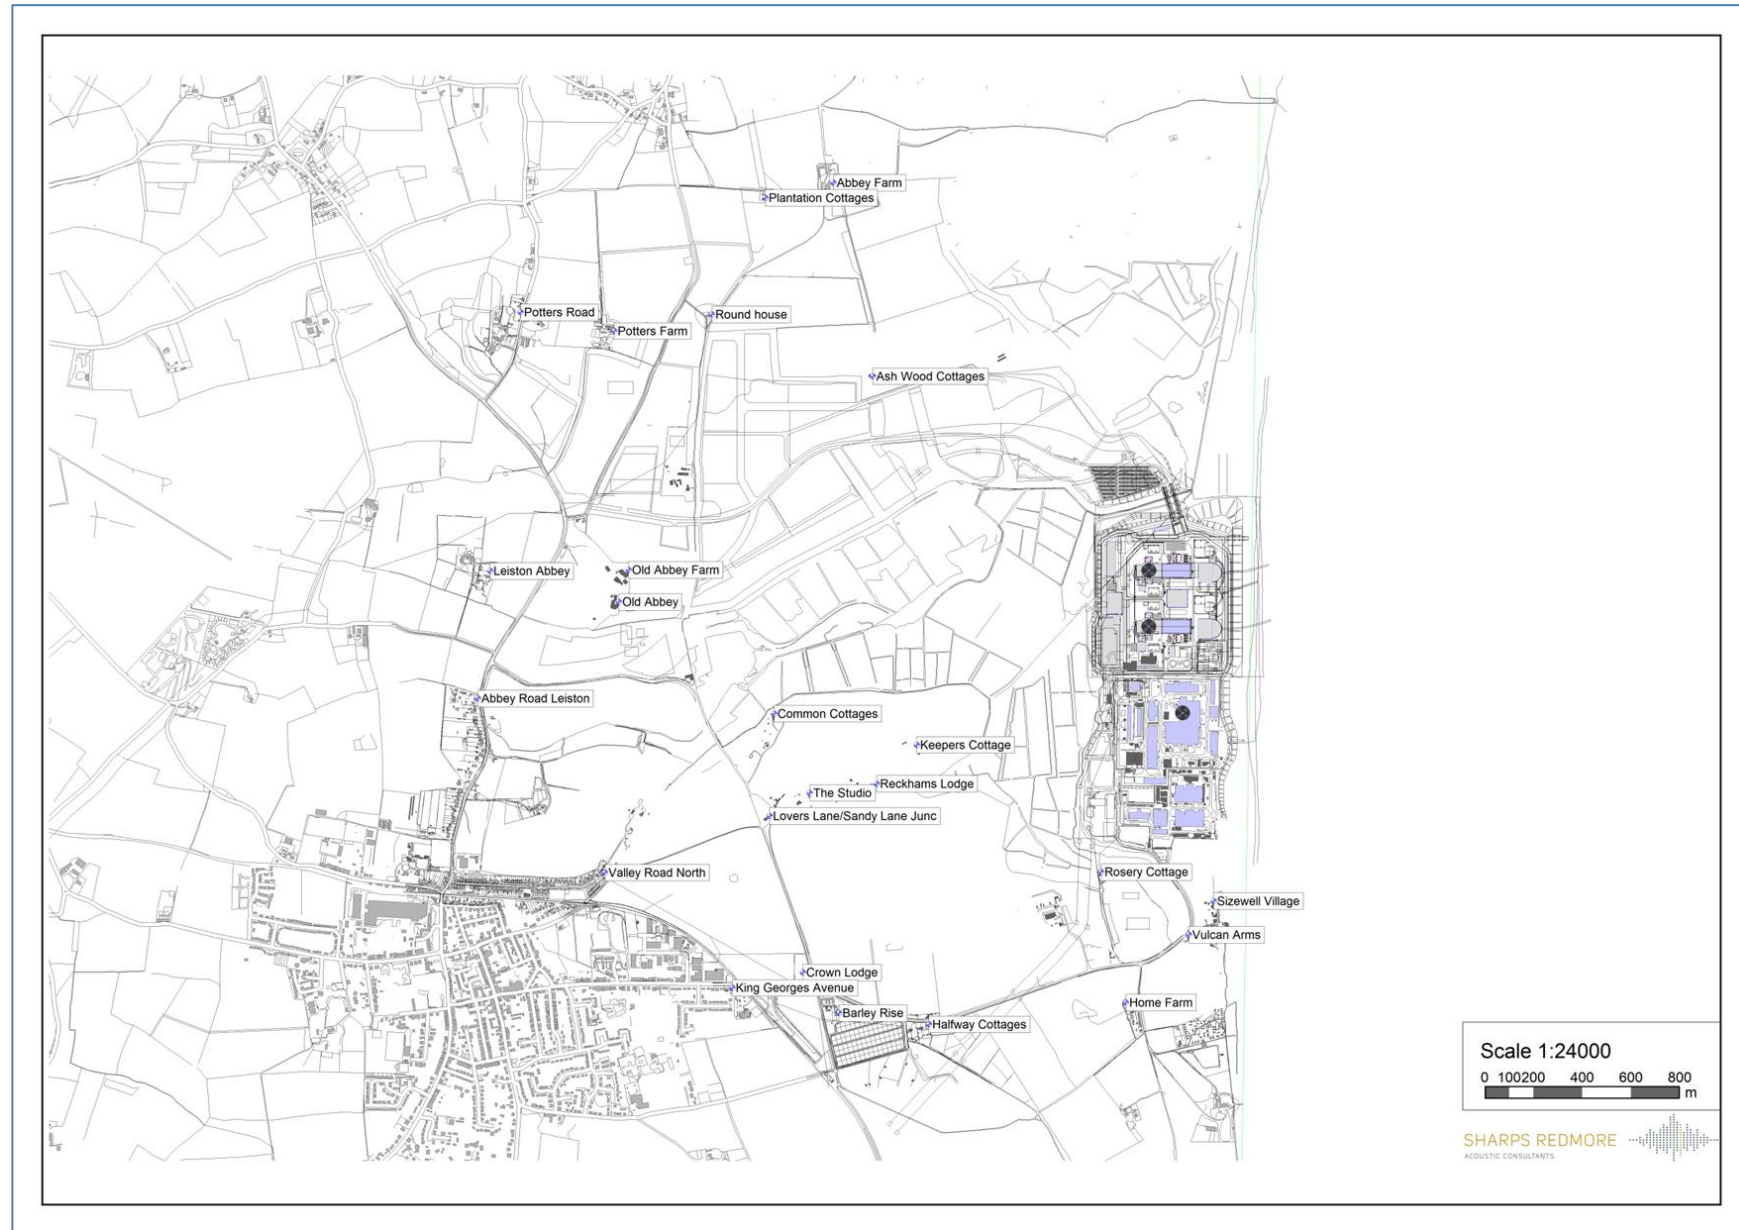 Abbey Farm
Plantation Cottages
Potters Road
Round house
Potters Farm
Ash Wood Cottages
Leiston Abbey
Old Abbey Farm
Old Abbey
Abbey Road Leiston
Common Cottages
Keepers Cottage
Reckhams Lodge
The Studio
Lovers Lane/Sandy Lane Junc
Valley Road North
Rosery Cottage
Sizewell Village
Vulcan Arms
Crown Lodge
King Georges Avenue
Home Farm
Barley Rise
Halfway Cottages
Scale 1:24000
0 100200 400 600 800
m
SHARPS REDMORE
ACOUSTIC CONSULTANTS